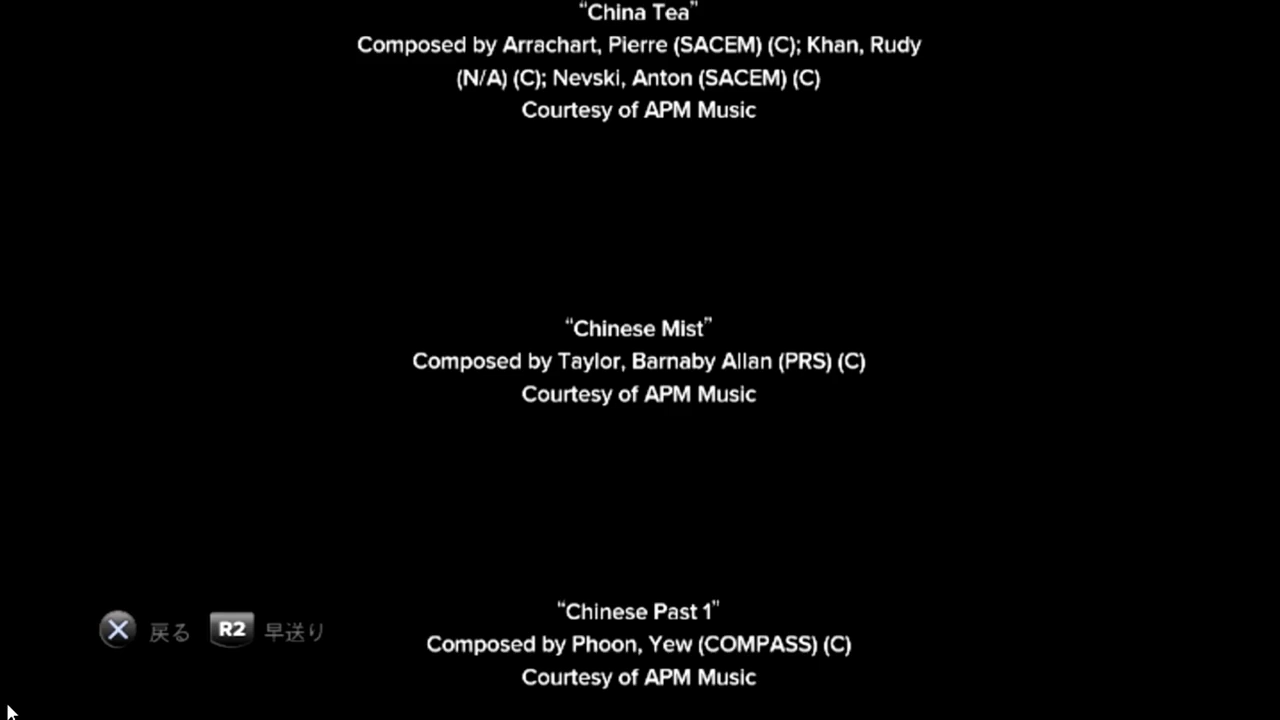 “China Tea”
Composed by Arrachart, Pierre (SACEM) (C); Khan, Rudy
(N/A) (C); Nevski, Anton (SACEM) (C)
Courtesy of APM Music
“Chinese Mist”
Composed by Taylor, Barnaby Allan (PRS) (C)
Courtesy of APM Music
戻る R2 早送り
“Chinese Past 1”
Composed by Phoon, Yew (COMPASS) (C)
Courtesy of APM Music